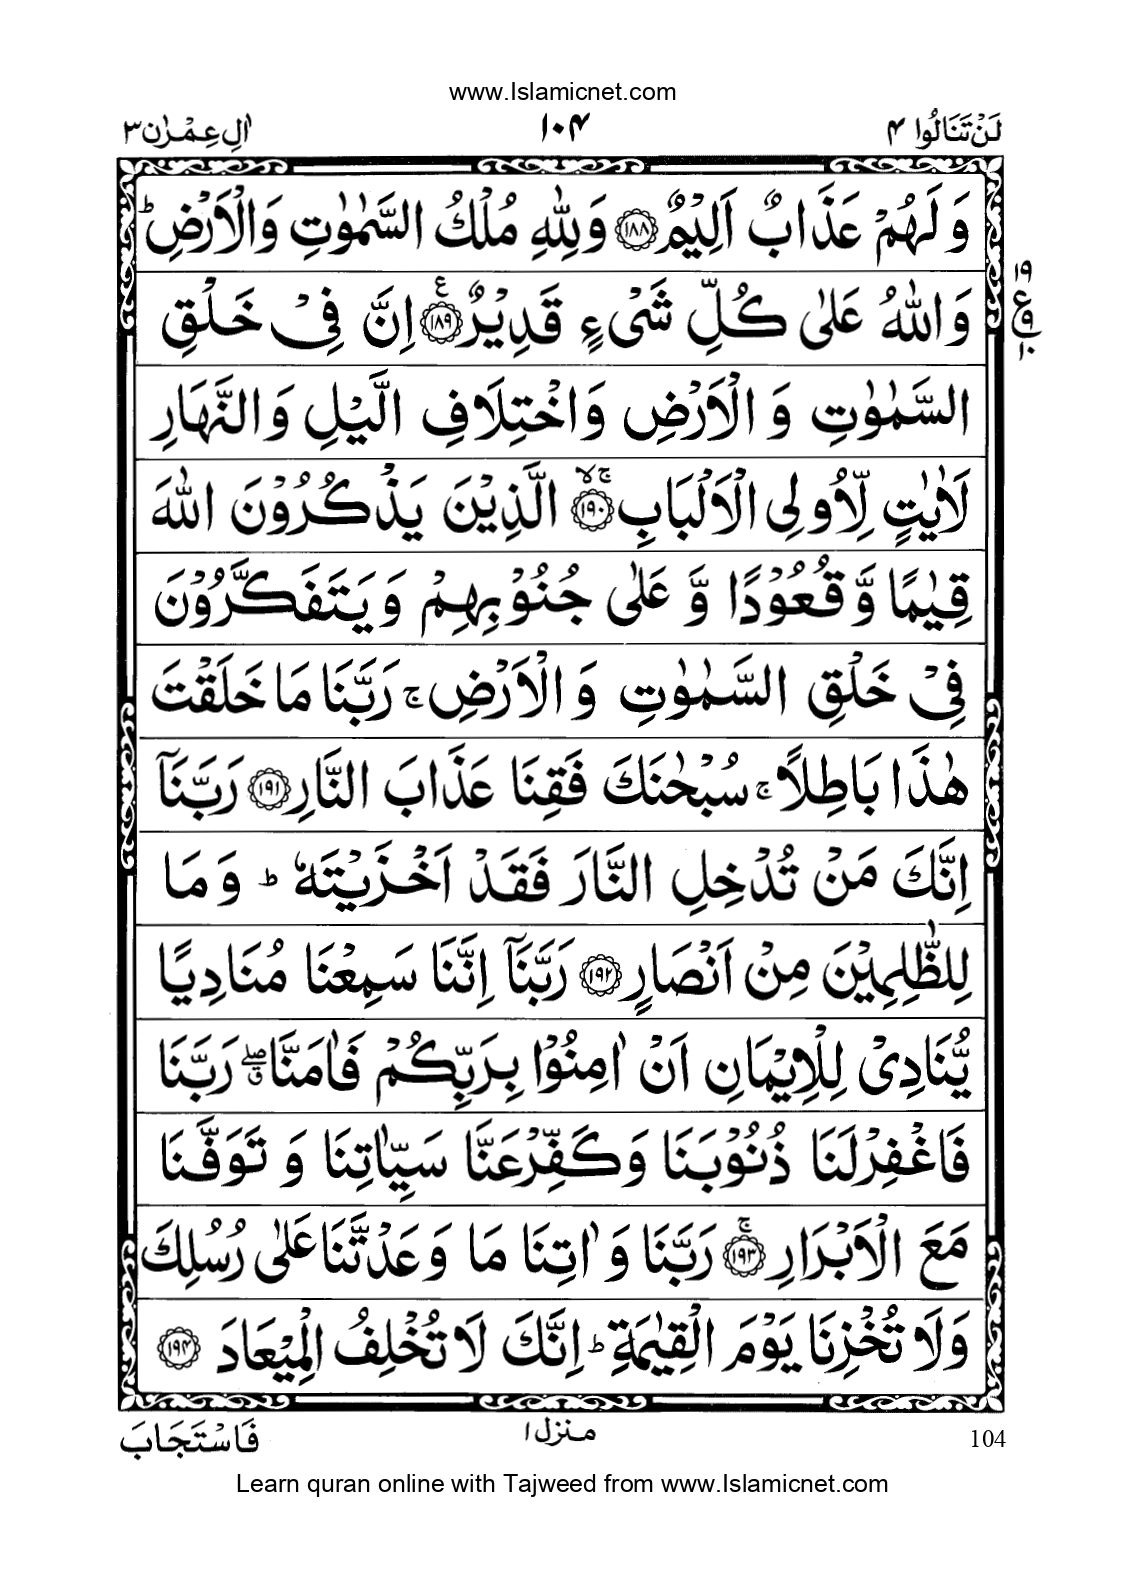 www.Islamicnet.com
لَنْ تَنَالُوا ۴
۱۰۴
اٰلِ عِمْرٰن ۳
وَ لَهُمْ عَذَابٌ اَلِيْمٌ ۱۸۸ وَ لِلّٰهِ مُلْكُ السَّمٰوٰتِ وَ الْاَرْضِ ؕ
وَ اللّٰهُ عَلٰى كُلِّ شَىْءٍ قَدِيْرٌ ۱۸۹ ع اِنَّ فِىْ خَلْقِ
۱۹
ع
۹
۱۰
السَّمٰوٰتِ وَ الْاَرْضِ وَ اخْتِلَافِ الَّيْلِ وَ النَّهَارِ
لَاٰيٰتٍ لِّاُولِى الْاَلْبَابِ ۱۹۰ ۚۙ الَّذِيْنَ يَذْكُرُوْنَ اللّٰهَ
قِيٰمًا وَّ قُعُوْدًا وَّ عَلٰى جُنُوْبِهِمْ وَ يَتَفَكَّرُوْنَ
فِىْ خَلْقِ السَّمٰوٰتِ وَ الْاَرْضِ ۚ رَبَّنَا مَا خَلَقْتَ
هٰذَا بَاطِلًا ۚ سُبْحٰنَكَ فَقِنَا عَذَابَ النَّارِ ۱۹۱ رَبَّنَاۤ
اِنَّكَ مَنْ تُدْخِلِ النَّارَ فَقَدْ اَخْزَيْتَهٗ ؕ وَ مَا
لِلظّٰلِمِيْنَ مِنْ اَنْصَارٍ ۱۹۲ رَبَّنَاۤ اِنَّنَا سَمِعْنَا مُنَادِيًا
يُّنَادِىْ لِلْاِيْمَانِ اَنْ اٰمِنُوْا بِرَبِّكُمْ فَاٰمَنَّا ۖق رَبَّنَا
فَاغْفِرْ لَنَا ذُنُوْبَنَا وَ كَفِّرْ عَنَّا سَيِّاٰتِنَا وَ تَوَفَّنَا
مَعَ الْاَبْرَارِ ۱۹۳ ۚ رَبَّنَا وَ اٰتِنَا مَا وَعَدْتَّنَا عَلٰى رُسُلِكَ
وَ لَا تُخْزِنَا يَوْمَ الْقِيٰمَةِ ؕ اِنَّكَ لَا تُخْلِفُ الْمِيْعَادَ ۱۹۴
104
منزل ۱
فَاسْتَجَابَ
Learn quran online with Tajweed from www.Islamicnet.com